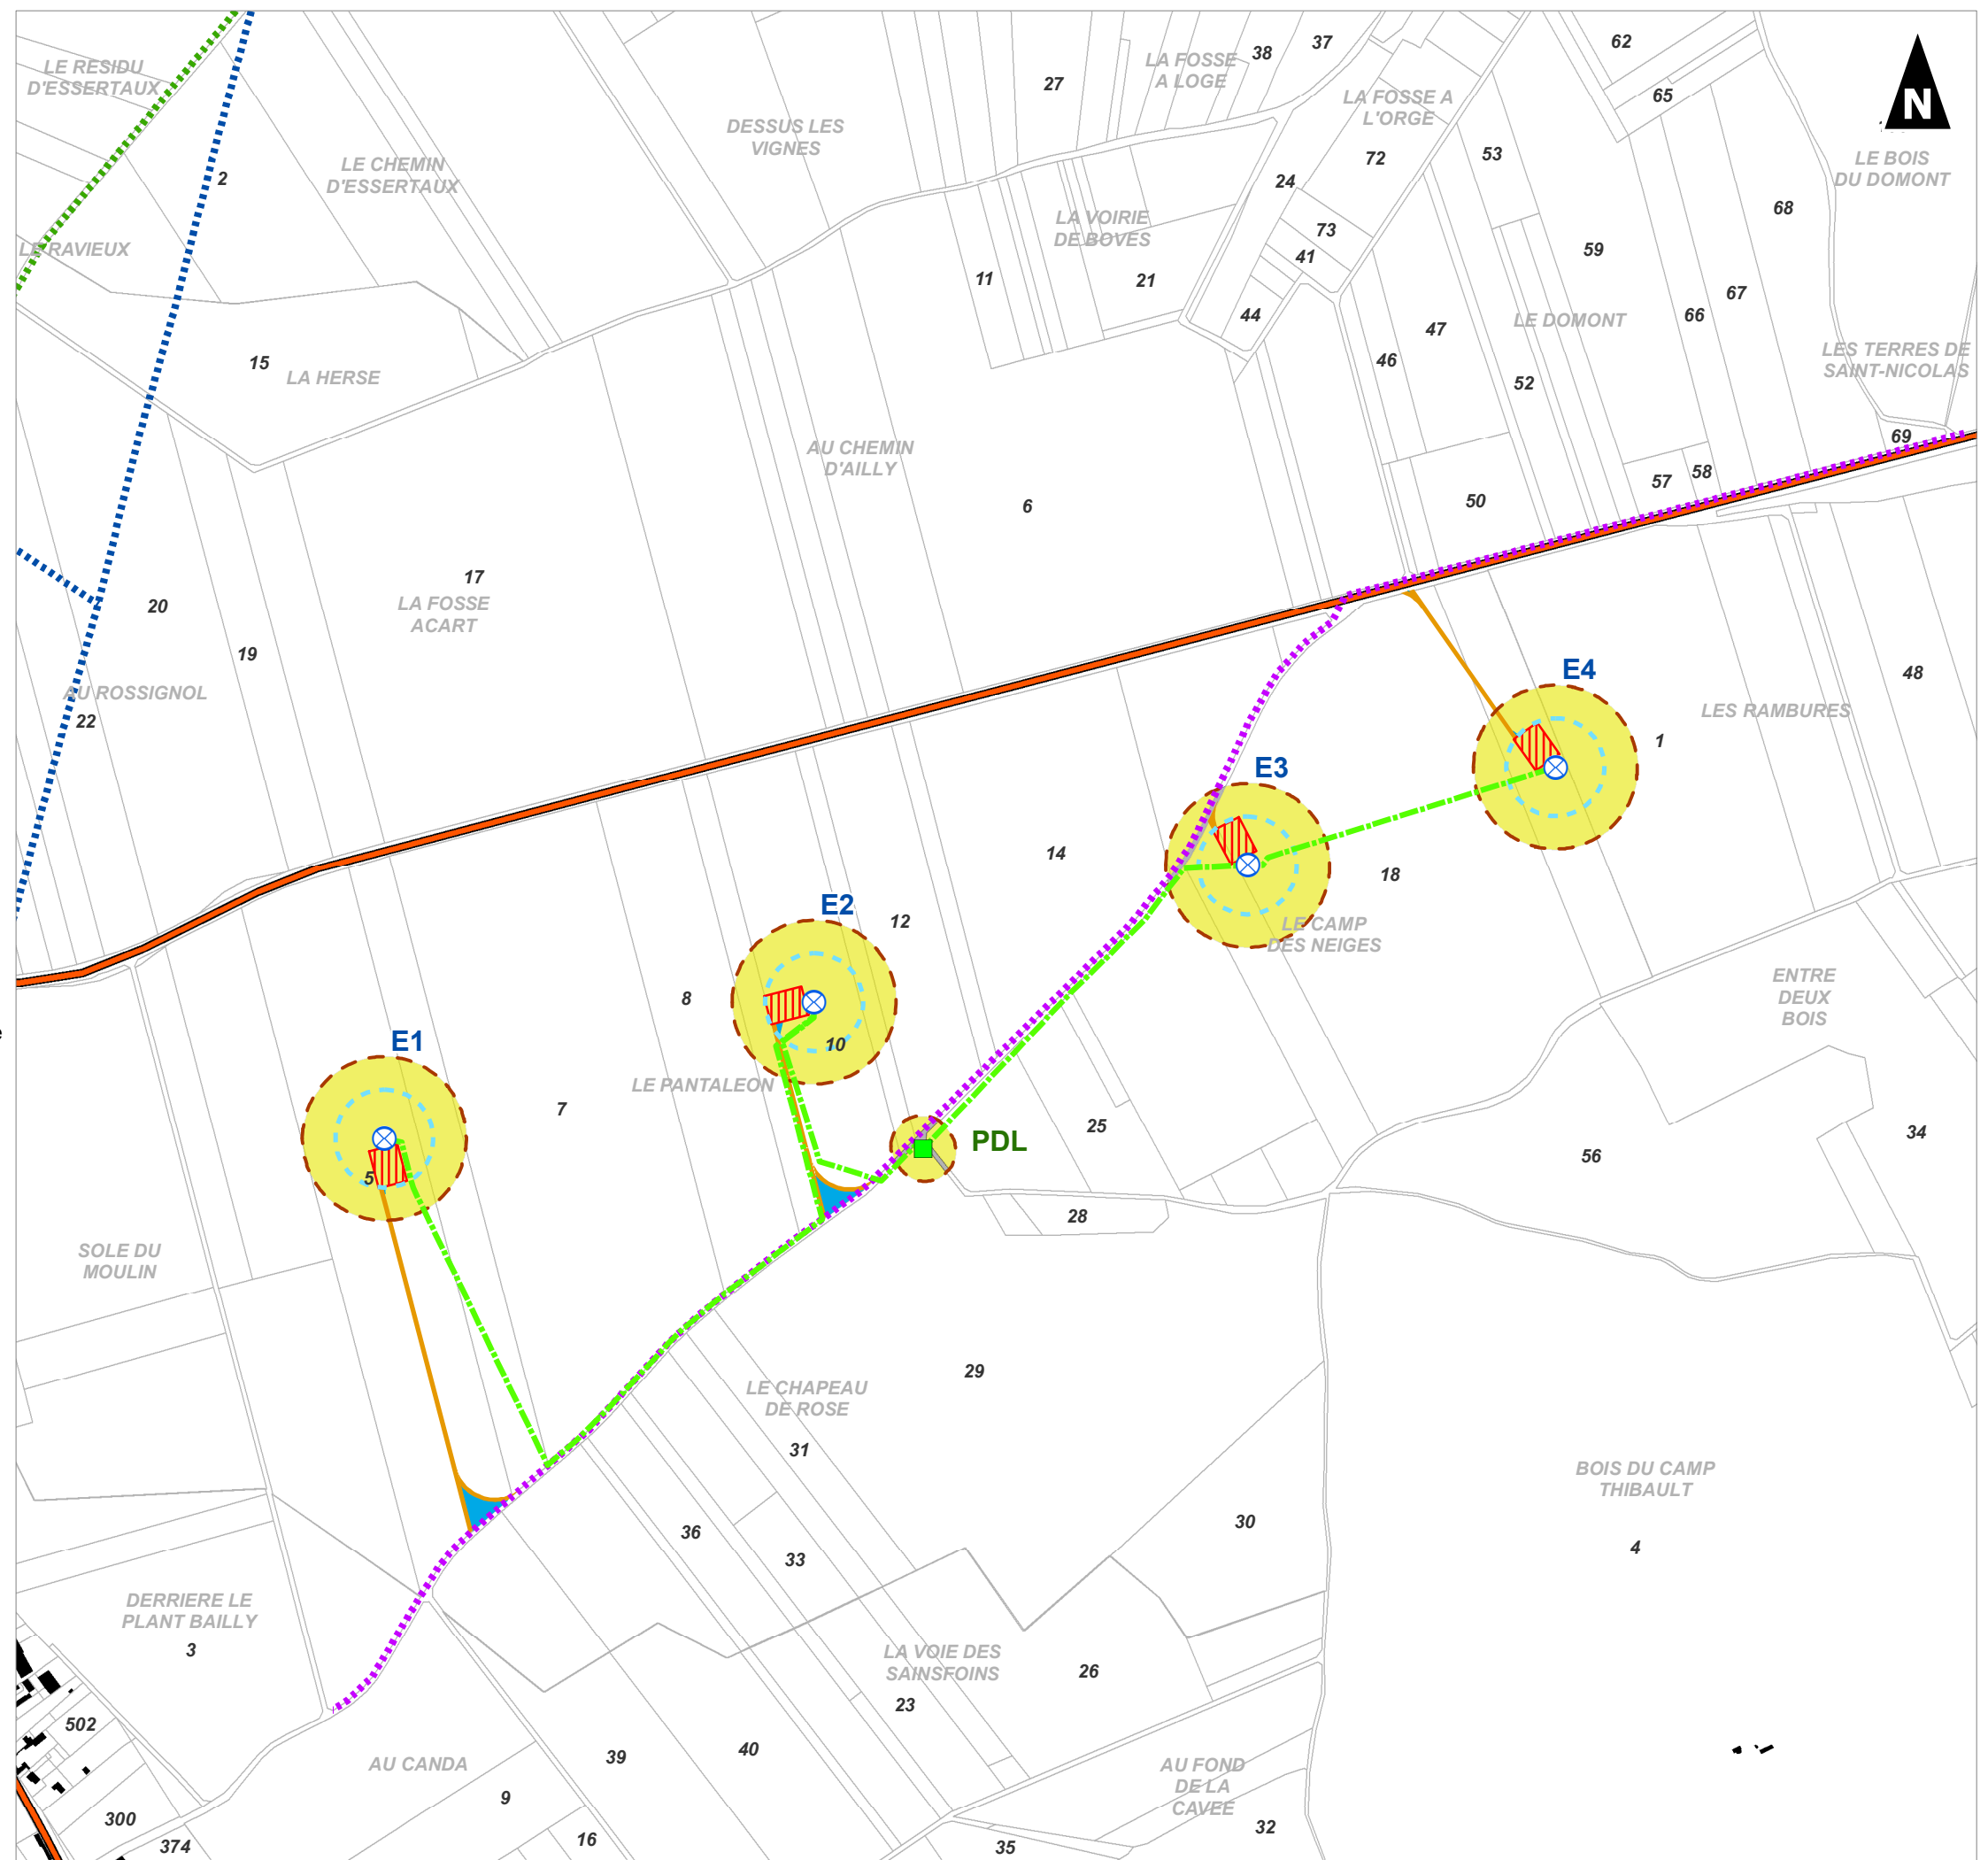 37
62
38
LA FOSSE
A LOGE
LE RESIDU
D'ESSERTAUX
27
65
LA FOSSE A
L'ORGE
N
DESSUS LES
VIGNES
53
72
LE BOIS
DU DOMONT
LE CHEMIN
D'ESSERTAUX
2
24
68
LA VOIRIE
DE BOVES
73
LE RAVIEUX
59
41
11
21
67
44
66
LE DOMONT
47
46
LES TERRES DE
SAINT-NICOLAS
15
LA HERSE
52
69
AU CHEMIN
D'AILLY
58
57
50
6
17
20
LA FOSSE
ACART
19
E4
48
AU ROSSIGNOL
22
LES RAMBURES
1
E3
14
18
E2
12
LE CAMP
DES NEIGES
ENTRE
DEUX
BOIS
8
E1
10
LE PANTALEON
7
25
PDL
34
56
5
28
SOLE DU
MOULIN
29
LE CHAPEAU
DE ROSE
31
BOIS DU CAMP
THIBAULT
30
36
4
33
DERRIERE LE
PLANT BAILLY
3
LA VOIE DES
SAINSFOINS
26
23
502
40
39
AU CANDA
AU FOND
DE LA
CAVEE
9
300
32
16
374
35